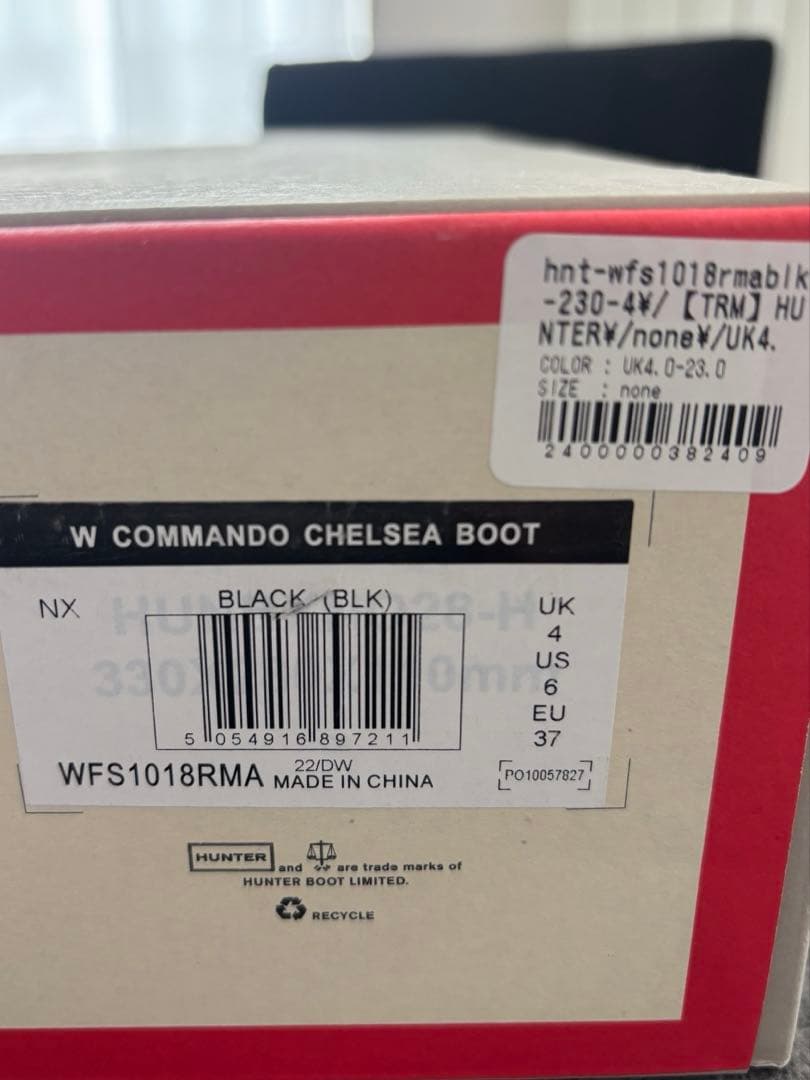 hnt-wfs1018rmablk
-230-4¥/【TRM】HU
NTER¥/none¥/UK4.
COLOR : UK4.0-23.0
SIZE : none
2400000382409
W COMMANDO CHELSEA BOOT
NX
BLACK (BLK)
5 054916 897211
UK
4
US
6
EU
37
WFS1018RMA
22/DW
MADE IN CHINA
PO10057827
HUNTER and are trade marks of
HUNTER BOOT LIMITED.
RECYCLE